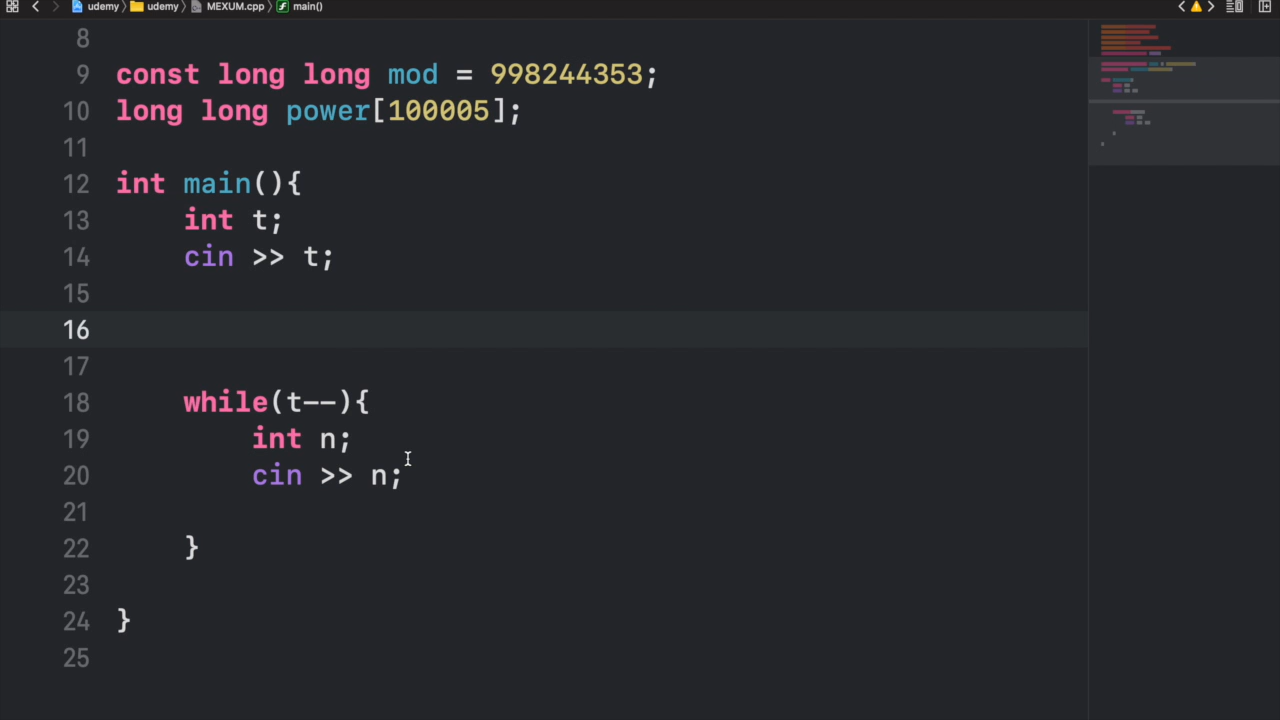 udemy udemy MEXUM.cpp main()
8
9 const long long mod = 998244353;
10 long long power[100005];
11
12 int main(){
13 int t;
14 cin >> t;
15
16
17
18 while(t--){
19 int n;
20 cin >> n;
21
22 }
23
24 }
25